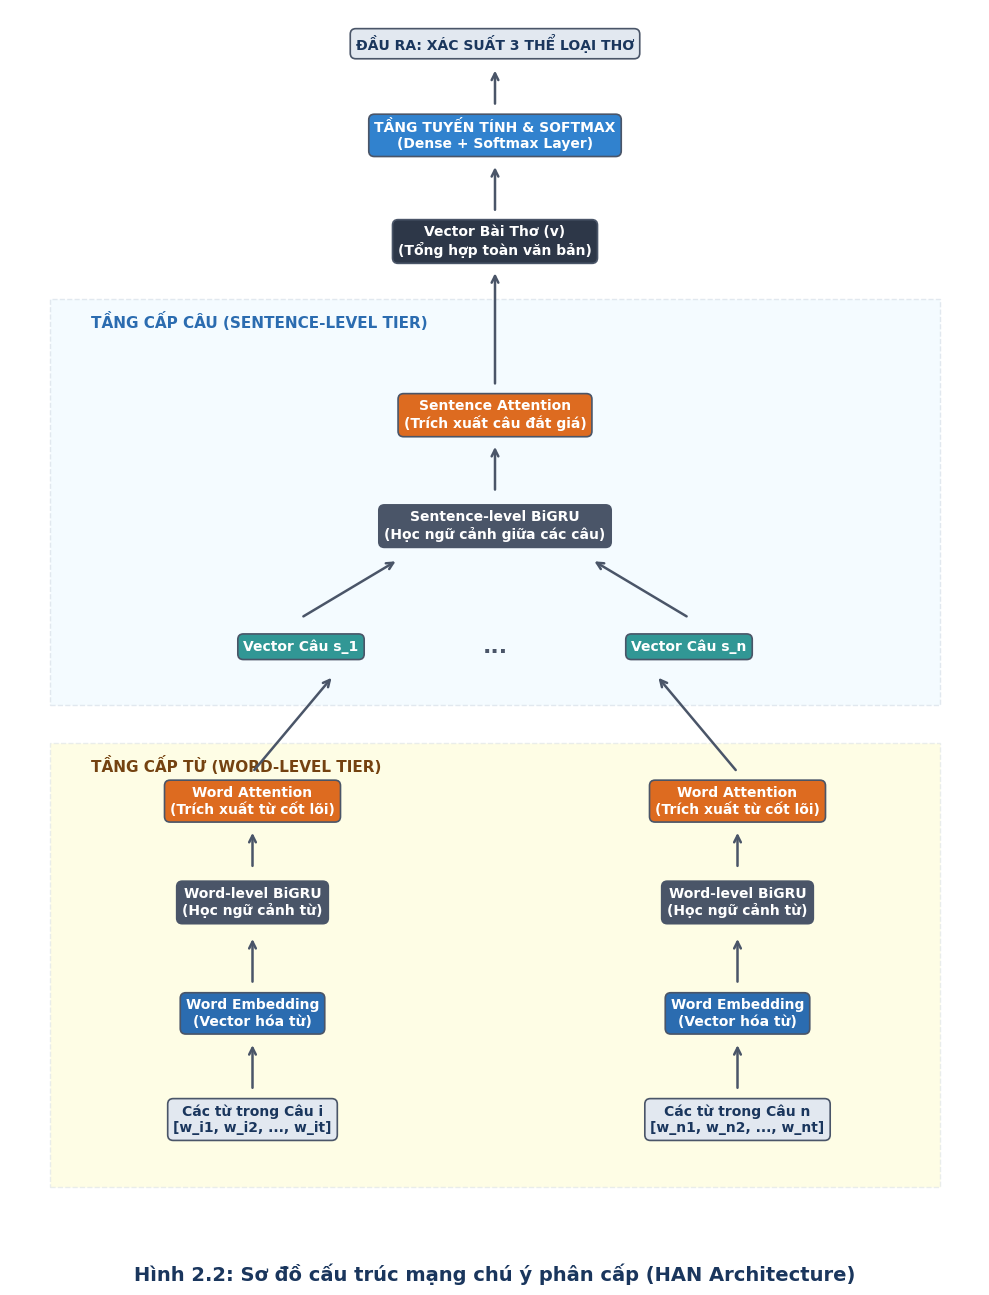 ĐẦU RA: XÁC SUẤT 3 THỂ LOẠI THƠ
TẦNG TUYẾN TÍNH & SOFTMAX
(Dense + Softmax Layer)
Vector Bài Thơ (v)
(Tổng hợp toàn văn bản)
TẦNG CẤP CÂU (SENTENCE-LEVEL TIER)
Sentence Attention
(Trích xuất câu đắt giá)
Sentence-level BiGRU
(Học ngữ cảnh giữa các câu)
Vector Câu s_1
...
Vector Câu s_n
TẦNG CẤP TỪ (WORD-LEVEL TIER)
Word Attention
(Trích xuất từ cốt lõi)
Word Attention
(Trích xuất từ cốt lõi)
Word-level BiGRU
(Học ngữ cảnh từ)
Word-level BiGRU
(Học ngữ cảnh từ)
Word Embedding
(Vector hóa từ)
Word Embedding
(Vector hóa từ)
Các từ trong Câu i
[w_i1, w_i2, ..., w_it]
Các từ trong Câu n
[w_n1, w_n2, ..., w_nt]
Hình 2.2: Sơ đồ cấu trúc mạng chú ý phân cấp (HAN Architecture)